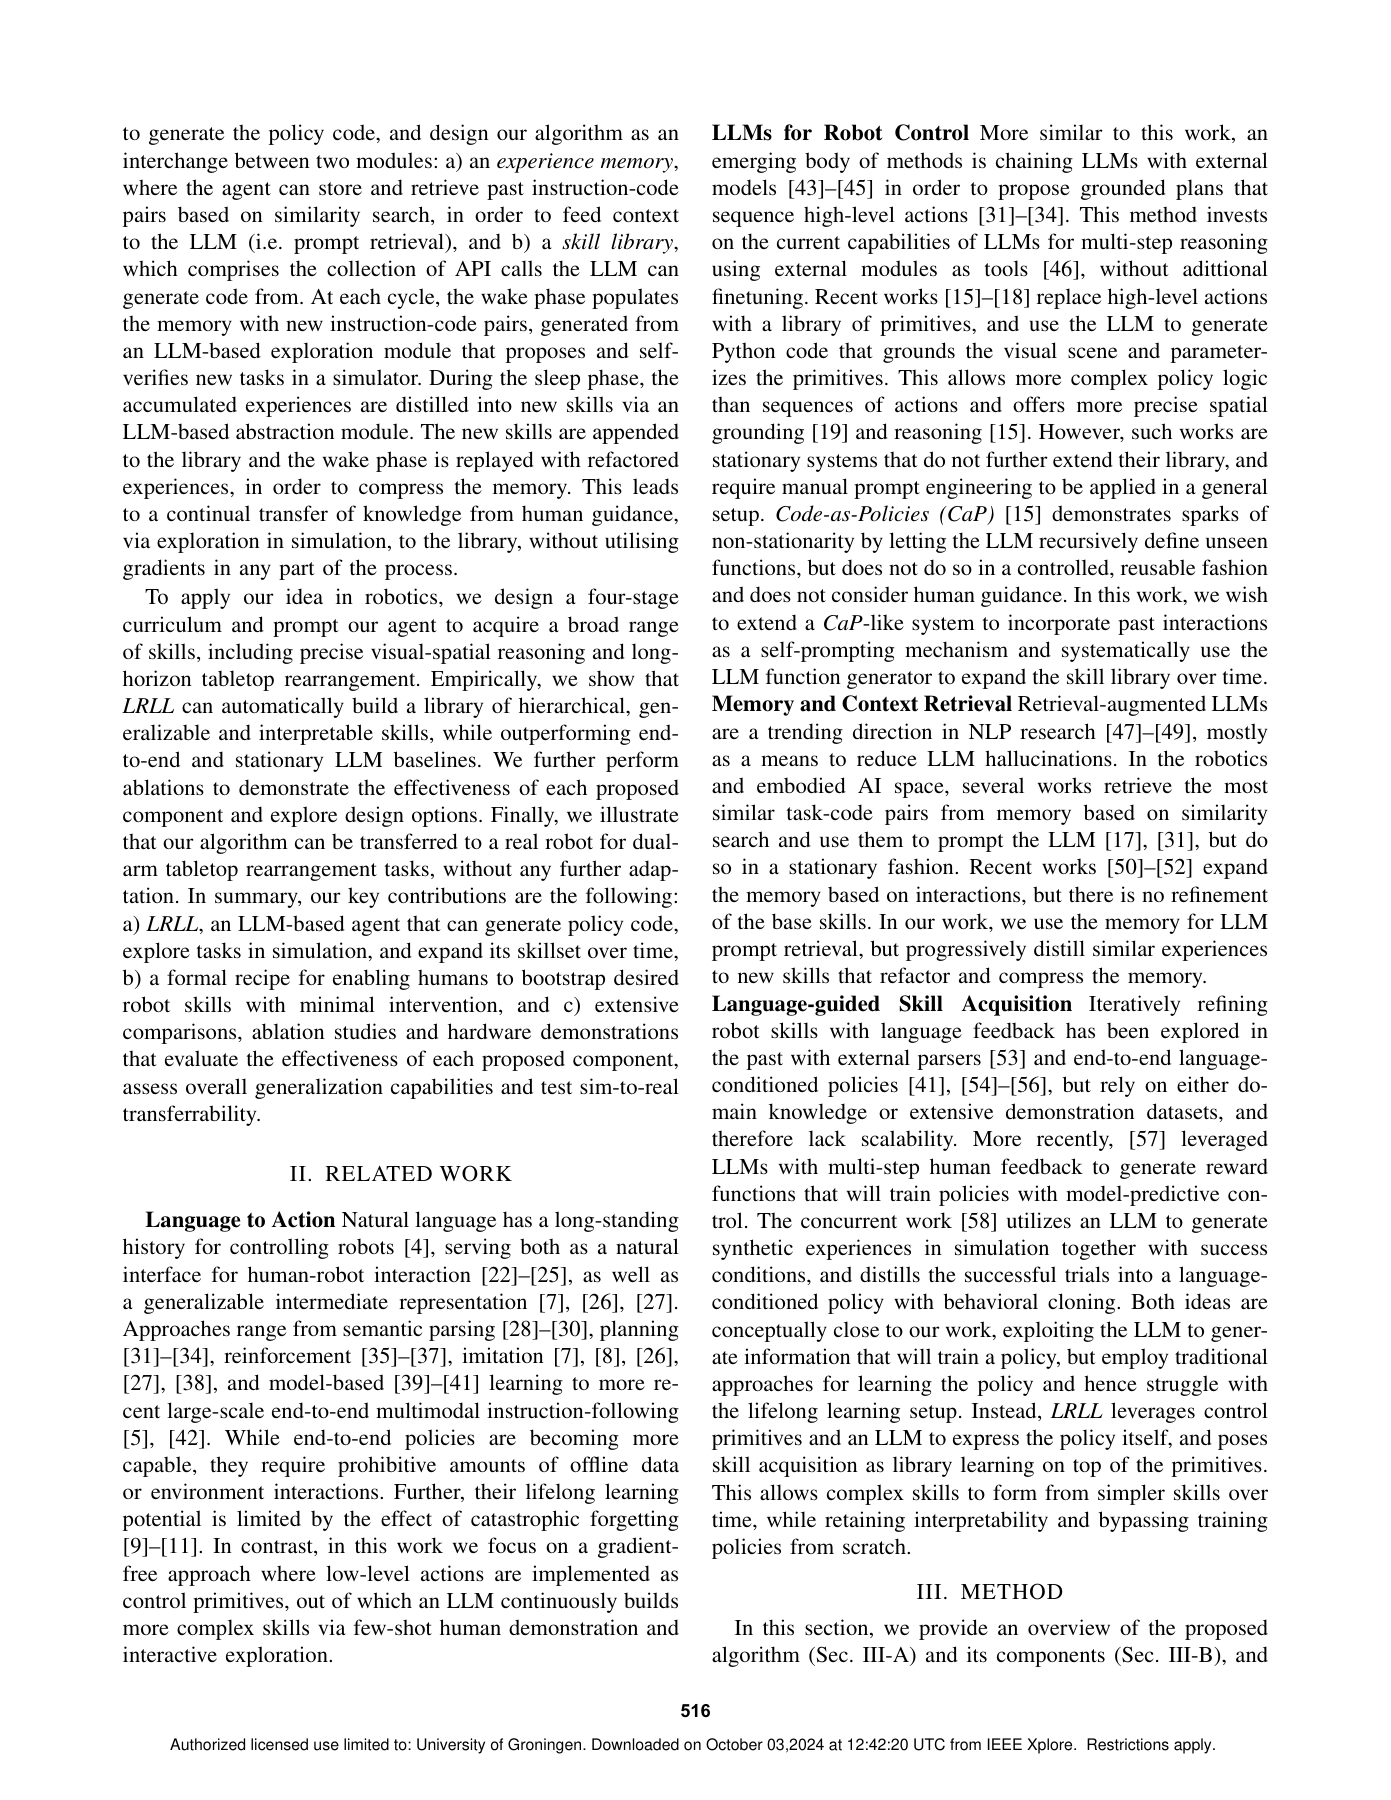 to generate the policy code, and design our algorithm as an
interchange between two modules: a) an experience memory,
where the agent can store and retrieve past instruction-code
pairs based on similarity search, in order to feed context
to the LLM (i.e. prompt retrieval), and b) a skill library,
which comprises the collection of API calls the LLM can
generate code from. At each cycle, the wake phase populates
the memory with new instruction-code pairs, generated from
an LLM-based exploration module that proposes and self-
verifies new tasks in a simulator. During the sleep phase, the
accumulated experiences are distilled into new skills via an
LLM-based abstraction module. The new skills are appended
to the library and the wake phase is replayed with refactored
experiences, in order to compress the memory. This leads
to a continual transfer of knowledge from human guidance,
via exploration in simulation, to the library, without utilising
gradients in any part of the process.
To apply our idea in robotics, we design a four-stage
curriculum and prompt our agent to acquire a broad range
of skills, including precise visual-spatial reasoning and long-
horizon tabletop rearrangement. Empirically, we show that
LRLL can automatically build a library of hierarchical, gen-
eralizable and interpretable skills, while outperforming end-
to-end and stationary LLM baselines. We further perform
ablations to demonstrate the effectiveness of each proposed
component and explore design options. Finally, we illustrate
that our algorithm can be transferred to a real robot for dual-
arm tabletop rearrangement tasks, without any further adap-
tation. In summary, our key contributions are the following:
a) LRLL, an LLM-based agent that can generate policy code,
explore tasks in simulation, and expand its skillset over time,
b) a formal recipe for enabling humans to bootstrap desired
robot skills with minimal intervention, and c) extensive
comparisons, ablation studies and hardware demonstrations
that evaluate the effectiveness of each proposed component,
assess overall generalization capabilities and test sim-to-real
transferrability.
II. RELATED WORK
Language to Action Natural language has a long-standing
history for controlling robots [4], serving both as a natural
interface for human-robot interaction [22]–[25], as well as
a generalizable intermediate representation [7], [26], [27].
Approaches range from semantic parsing [28]–[30], planning
[31]–[34], reinforcement [35]–[37], imitation [7], [8], [26],
[27], [38], and model-based [39]–[41] learning to more re-
cent large-scale end-to-end multimodal instruction-following
[5], [42]. While end-to-end policies are becoming more
capable, they require prohibitive amounts of offline data
or environment interactions. Further, their lifelong learning
potential is limited by the effect of catastrophic forgetting
[9]–[11]. In contrast, in this work we focus on a gradient-
free approach where low-level actions are implemented as
control primitives, out of which an LLM continuously builds
more complex skills via few-shot human demonstration and
interactive exploration.
LLMs for Robot Control More similar to this work, an
emerging body of methods is chaining LLMs with external
models [43]–[45] in order to propose grounded plans that
sequence high-level actions [31]–[34]. This method invests
on the current capabilities of LLMs for multi-step reasoning
using external modules as tools [46], without adittional
finetuning. Recent works [15]–[18] replace high-level actions
with a library of primitives, and use the LLM to generate
Python code that grounds the visual scene and parameter-
izes the primitives. This allows more complex policy logic
than sequences of actions and offers more precise spatial
grounding [19] and reasoning [15]. However, such works are
stationary systems that do not further extend their library, and
require manual prompt engineering to be applied in a general
setup. Code-as-Policies (CaP) [15] demonstrates sparks of
non-stationarity by letting the LLM recursively define unseen
functions, but does not do so in a controlled, reusable fashion
and does not consider human guidance. In this work, we wish
to extend a CaP-like system to incorporate past interactions
as a self-prompting mechanism and systematically use the
LLM function generator to expand the skill library over time.
Memory and Context Retrieval Retrieval-augmented LLMs
are a trending direction in NLP research [47]–[49], mostly
as a means to reduce LLM hallucinations. In the robotics
and embodied AI space, several works retrieve the most
similar task-code pairs from memory based on similarity
search and use them to prompt the LLM [17], [31], but do
so in a stationary fashion. Recent works [50]–[52] expand
the memory based on interactions, but there is no refinement
of the base skills. In our work, we use the memory for LLM
prompt retrieval, but progressively distill similar experiences
to new skills that refactor and compress the memory.
Language-guided Skill Acquisition Iteratively refining
robot skills with language feedback has been explored in
the past with external parsers [53] and end-to-end language-
conditioned policies [41], [54]–[56], but rely on either do-
main knowledge or extensive demonstration datasets, and
therefore lack scalability. More recently, [57] leveraged
LLMs with multi-step human feedback to generate reward
functions that will train policies with model-predictive con-
trol. The concurrent work [58] utilizes an LLM to generate
synthetic experiences in simulation together with success
conditions, and distills the successful trials into a language-
conditioned policy with behavioral cloning. Both ideas are
conceptually close to our work, exploiting the LLM to gener-
ate information that will train a policy, but employ traditional
approaches for learning the policy and hence struggle with
the lifelong learning setup. Instead, LRLL leverages control
primitives and an LLM to express the policy itself, and poses
skill acquisition as library learning on top of the primitives.
This allows complex skills to form from simpler skills over
time, while retaining interpretability and bypassing training
policies from scratch.
III. METHOD
In this section, we provide an overview of the proposed
algorithm (Sec. III-A) and its components (Sec. III-B), and
516
Authorized licensed use limited to: University of Groningen. Downloaded on October 03,2024 at 12:42:20 UTC from IEEE Xplore. Restrictions apply.